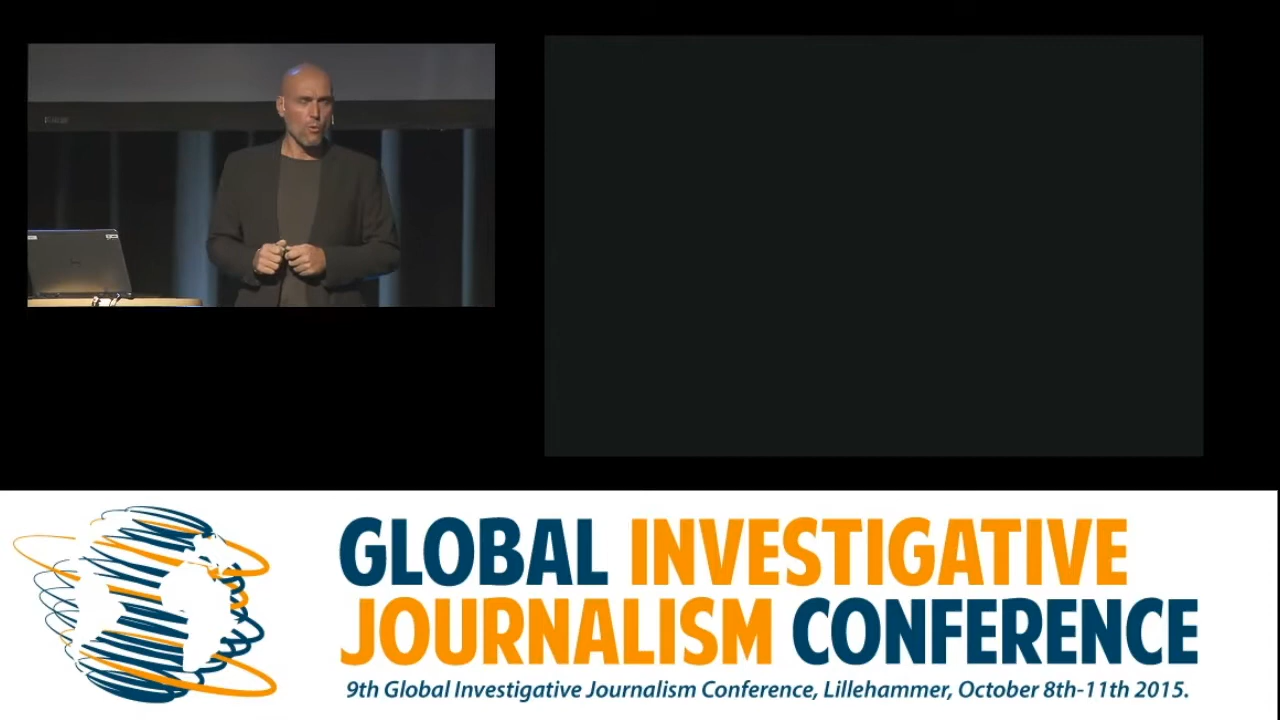 GLOBAL INVESTIGATIVE
JOURNALISM CONFERENCE
9th Global Investigative Journalism Conference, Lillehammer, October 8th-11th 2015.